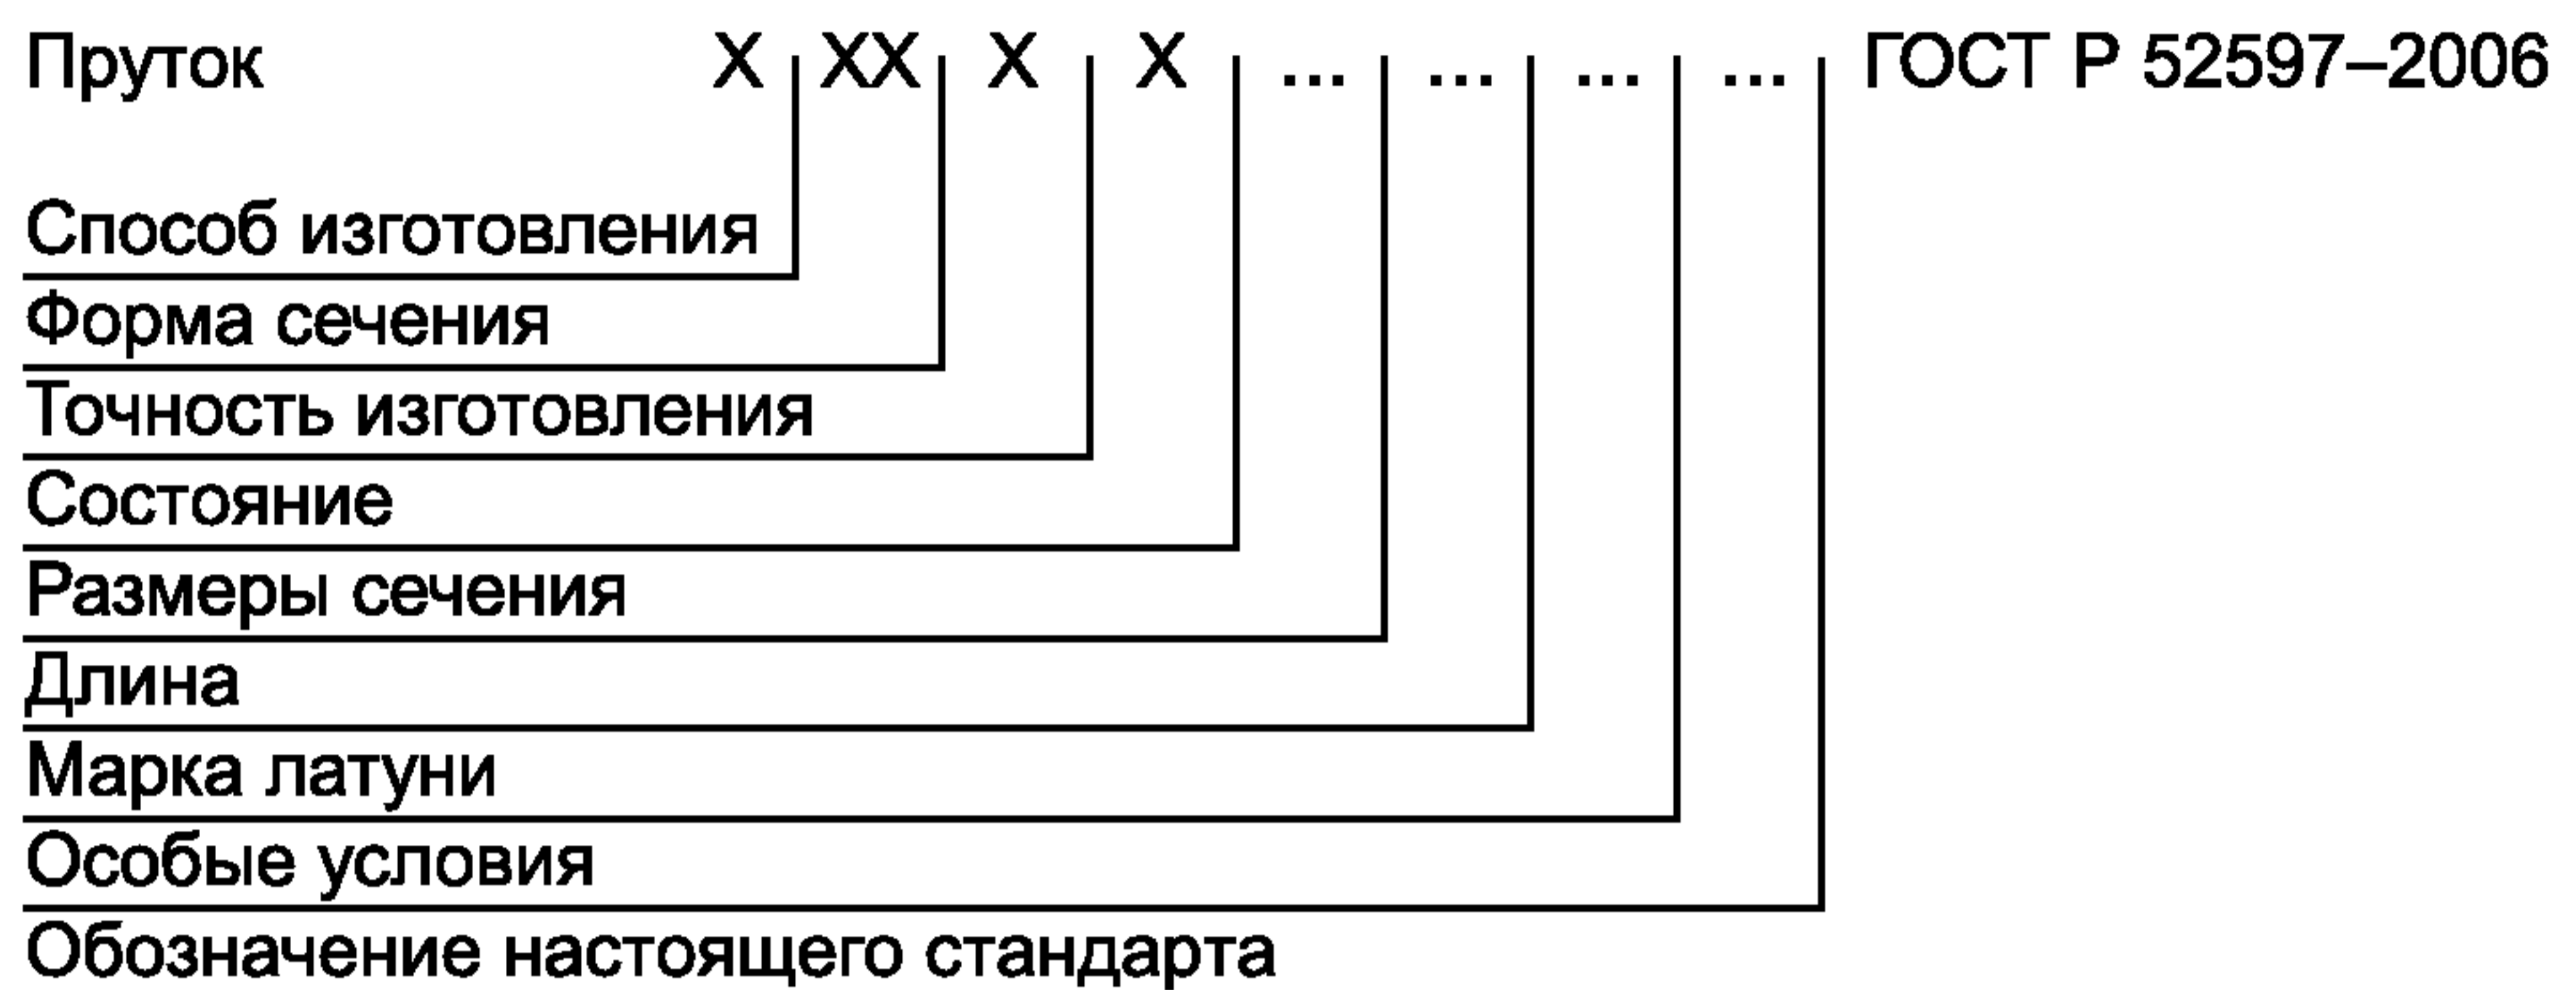 Пруток X XX X X ... ... ... ... ГОСТ Р 52597–2006
Способ изготовления
Форма сечения
Точность изготовления
Состояние
Размеры сечения
Длина
Марка латуни
Особые условия
Обозначение настоящего стандарта